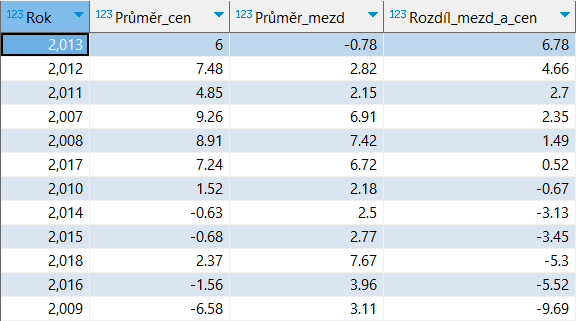 123 Rok 123 Průměr_cen 123 Průměr_mezd 123 Rozdíl_mezd_a_cen
2,013 6 -0.78 6.78
2,012 7.48 2.82 4.66
2,011 4.85 2.15 2.7
2,007 9.26 6.91 2.35
2,008 8.91 7.42 1.49
2,017 7.24 6.72 0.52
2,010 1.52 2.18 -0.67
2,014 -0.63 2.5 -3.13
2,015 -0.68 2.77 -3.45
2,018 2.37 7.67 -5.3
2,016 -1.56 3.96 -5.52
2,009 -6.58 3.11 -9.69